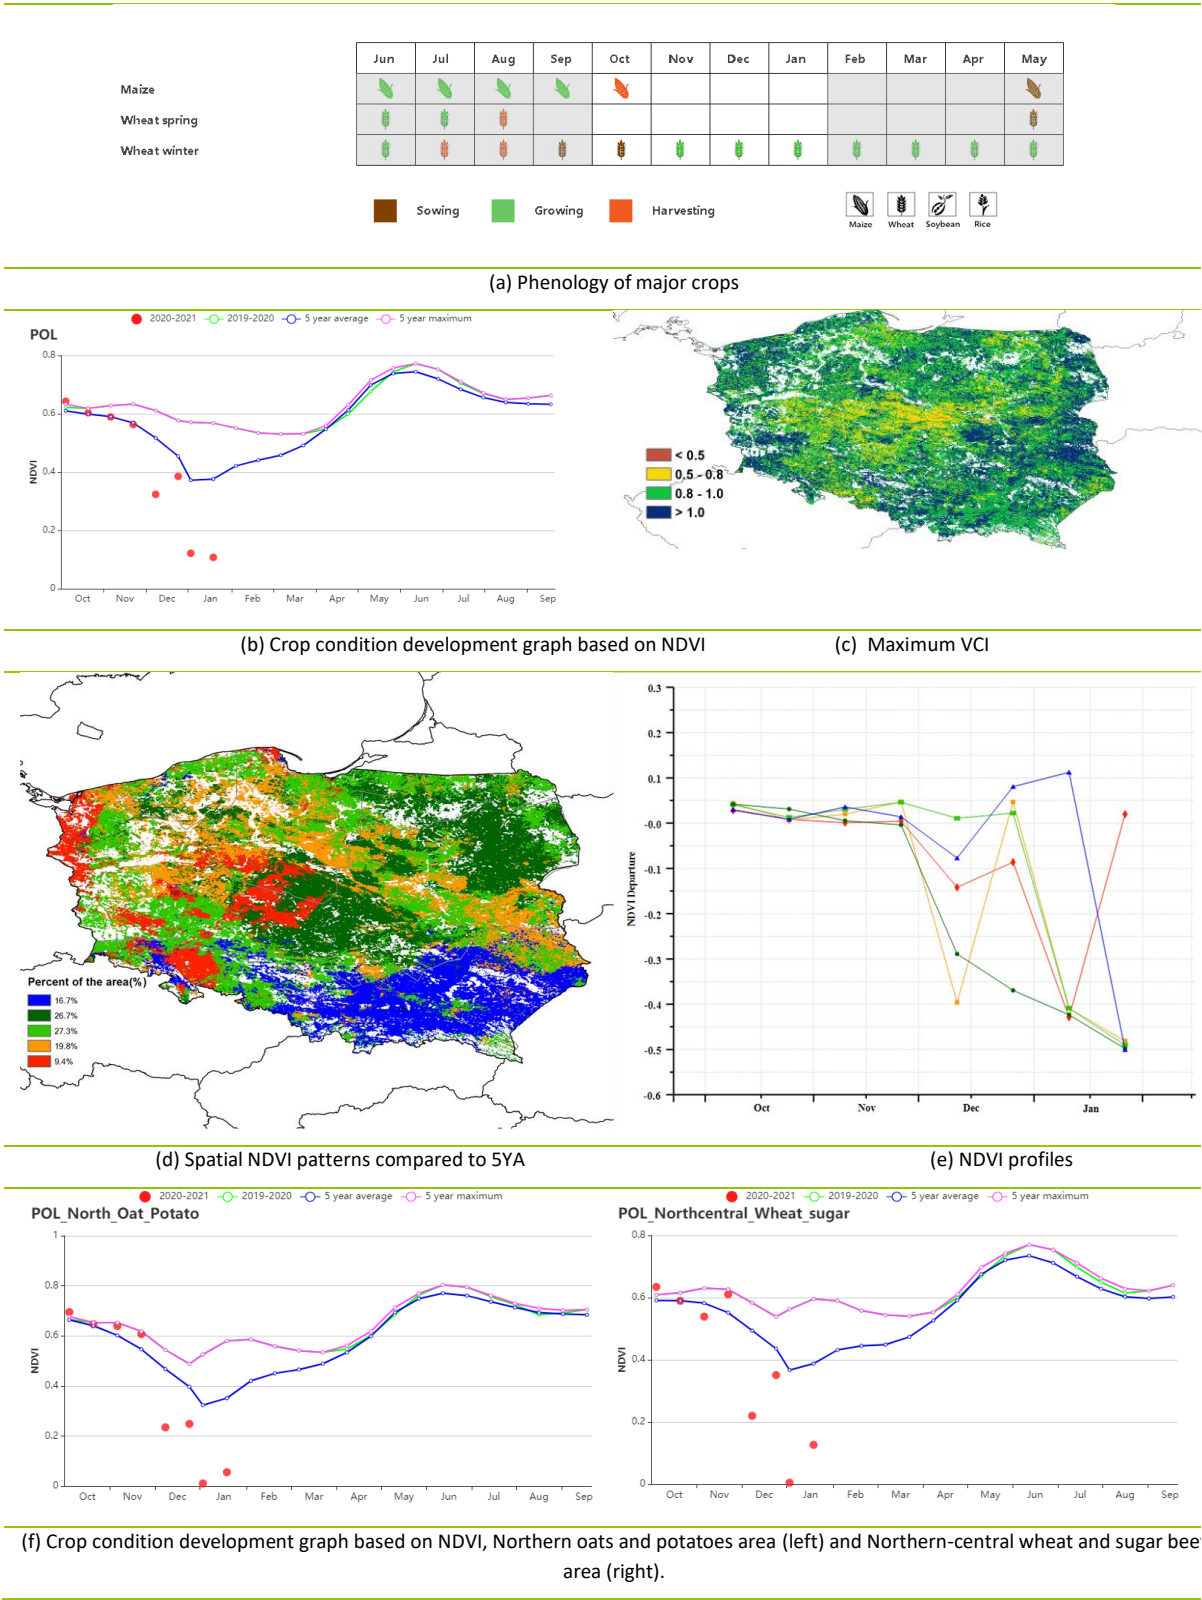 Jun Jul Aug Sep Oct Nov Dec Jan Feb Mar Apr May
Maize
Wheat spring
Wheat winter
Sowing Growing Harvesting
Maize Wheat Soybean Rice
(a) Phenology of major crops
2020-2021 2019-2020 5 year average 5 year maximum
POL
0.8
0.6
0.4
0.2
0
NDVI
Oct Nov Dec Jan Feb Mar Apr May Jun Jul Aug Sep
< 0.5
0.5 - 0.8
0.8 - 1.0
> 1.0
(b) Crop condition development graph based on NDVI
(c) Maximum VCI
Percent of the area(%)
16.7%
26.7%
27.3%
19.8%
9.4%
0.3
0.2
0.1
-0.0
-0.1
-0.2
-0.3
-0.4
-0.5
-0.6
NDVI Departure
Oct Nov Dec Jan
(d) Spatial NDVI patterns compared to 5YA
(e) NDVI profiles
2020-2021 2019-2020 5 year average 5 year maximum
POL_North_Oat_Potato
1
0.8
0.6
0.4
0.2
0
NDVI
Oct Nov Dec Jan Feb Mar Apr May Jun Jul Aug Sep
2020-2021 2019-2020 5 year average 5 year maximum
POL_Northcentral_Wheat_sugar
0.8
0.6
0.4
0.2
0
NDVI
Oct Nov Dec Jan Feb Mar Apr May Jun Jul Aug Sep
(f) Crop condition development graph based on NDVI, Northern oats and potatoes area (left) and Northern-central wheat and sugar bee
area (right).